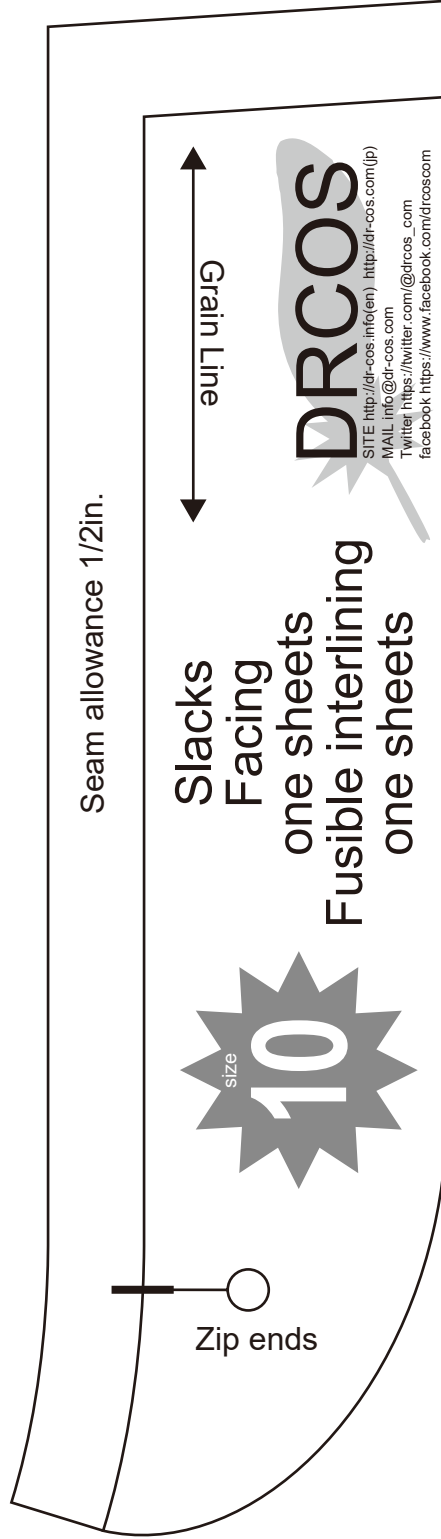 Grain Line
DRCOS
SITE http://dr-cos.info(en) http://dr-cos.com(jp)
MAIL info@dr-cos.com
Twitter https://twitter.com/@drcos_com
facebook https://www.facebook.com/drcoscom
Seam allowance 1/2in.
Slacks
Facing
one sheets
Fusible interlining
one sheets
size
10
Zip ends